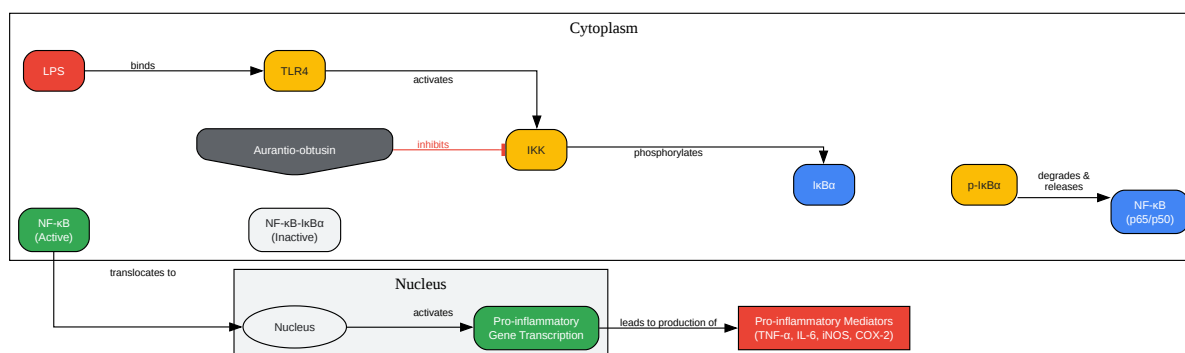 Cytoplasm
LPS
binds
TLR4
activates
Aurantio-obtusin
inhibits
IKK
phosphorylates
IκBα
p-IκBα
degrades &
releases
NF-κB
(p65/p50)
NF-κB
(Active)
NF-κB-IκBα
(Inactive)
translocates to
Nucleus
Nucleus
activates
Pro-inflammatory
Gene Transcription
leads to production of
Pro-inflammatory Mediators
(TNF-α, IL-6, iNOS, COX-2)